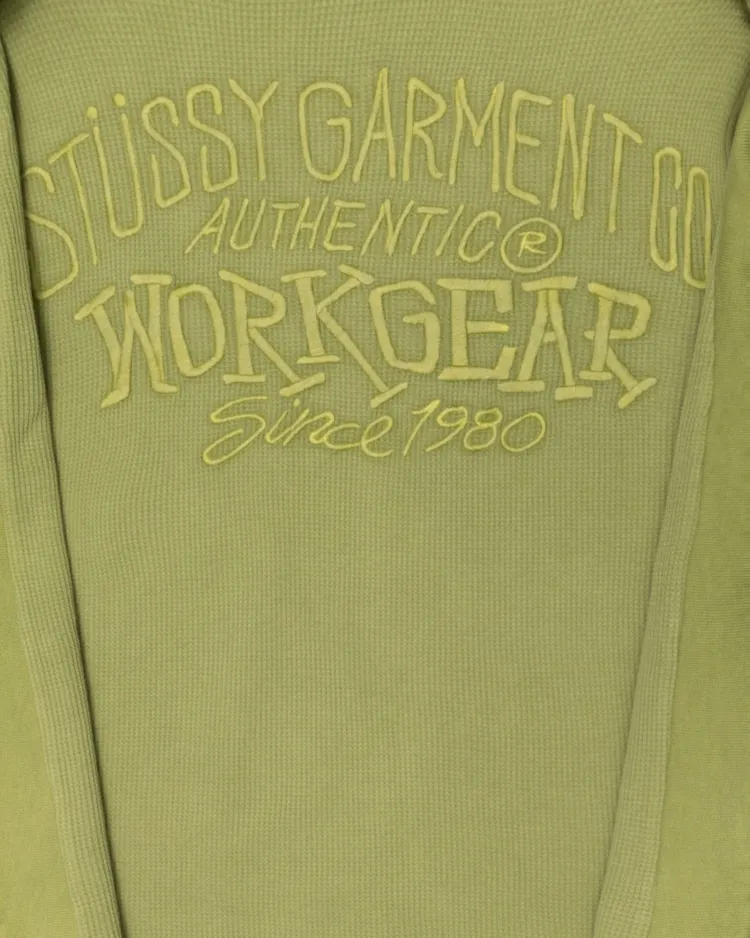 STÜSSY GARMENT CO
AUTHENTIC®
WORKGEAR
Since 1980